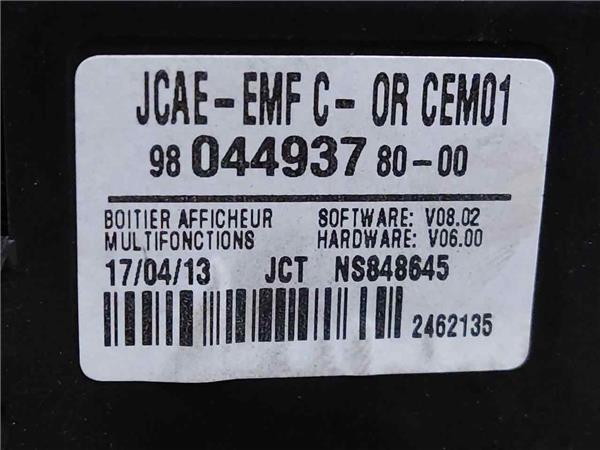 JCAE-EMF C- OR CEM01
98 044937 80-00
BOITIER AFFICHEUR SOFTWARE: V08.02
MULTIFONCTIONS HARDWARE: V06.00
17/04/13 JCT NS848645
2462135